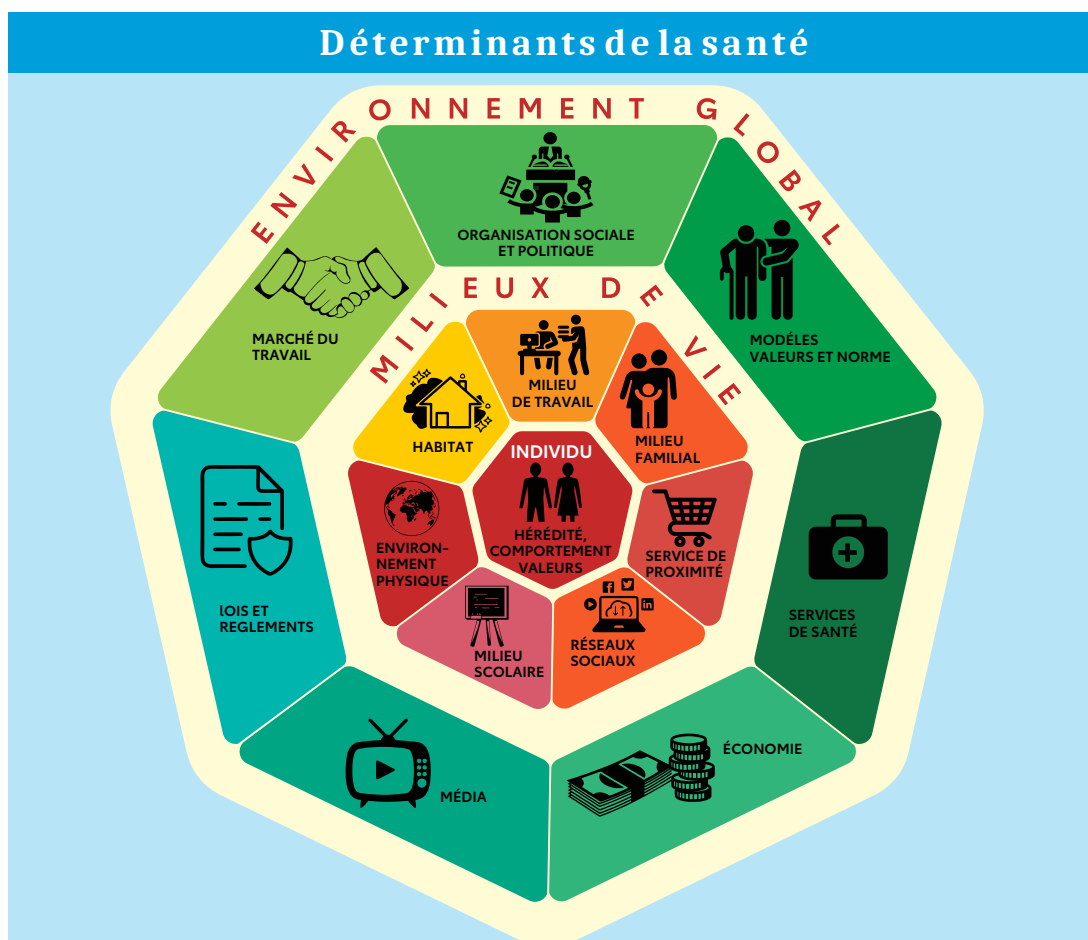 Déterminants de la santé
ENVIRONNEMENT GLOBAL
ORGANISATION SOCIALE
ET POLITIQUE
MARCHÉ DU
TRAVAIL
MODÉLES
VALEURS ET NORME
MILIEUX DE VIE
MILIEU
DE TRAVAIL
HABITAT
MILIEU
FAMILIAL
INDIVIDU
HÉRÉDITÉ,
COMPORTEMENT
VALEURS
ENVIRON-
NEMENT
PHYSIQUE
SERVICE DE
PROXIMITÉ
MILIEU
SCOLAIRE
RÉSEAUX
SOCIAUX
lOIS ET
REGLEMENTS
SERVICES
DE SANTÉ
MÉDIA
ÉCONOMIE